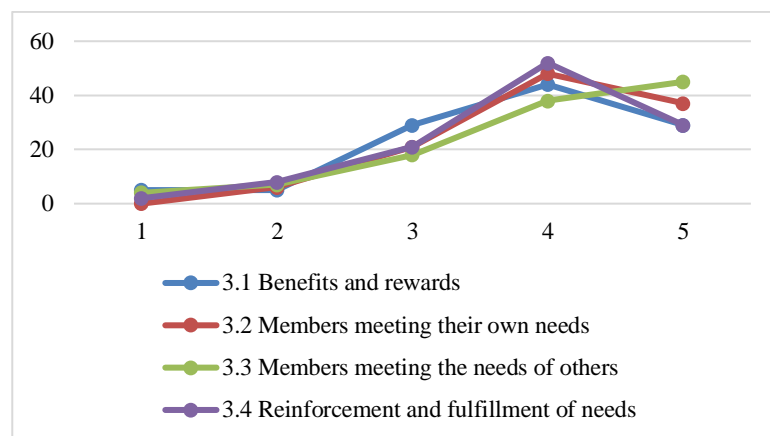 60
40
20
0
1 2 3 4 5
3.1 Benefits and rewards
3.2 Members meeting their own needs
3.3 Members meeting the needs of others
3.4 Reinforcement and fulfillment of needs